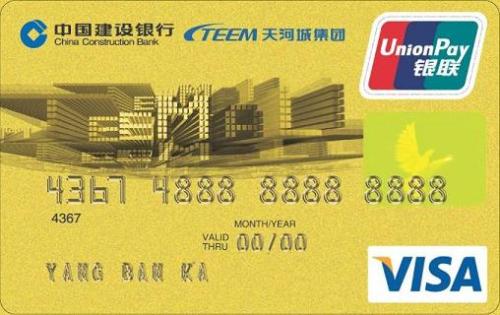 中国建设银行
China Construction Bank
TEEM 天河城集团
UnionPay
银联
4367 4888 8888 8888
4367
MONTH/YEAR
VALID THRU 00/00
YANG BAN KA
VISA